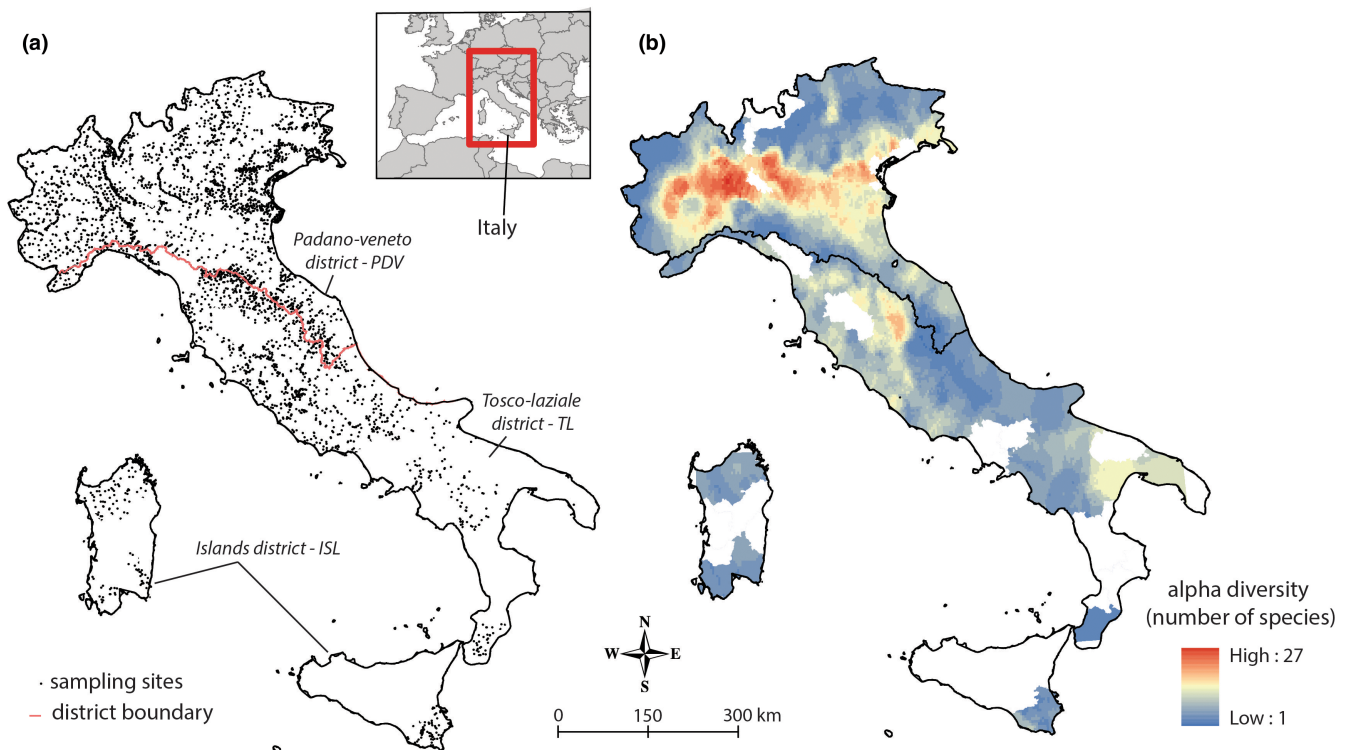 (a)
Italy
Padano-veneto
district - PDV
Tosco-laziale
district - TL
Islands district - ISL
sampling sites
district boundary
N
W E
S
0 150 300 km
(b)
alpha diversity
(number of species)
High : 27
Low : 1